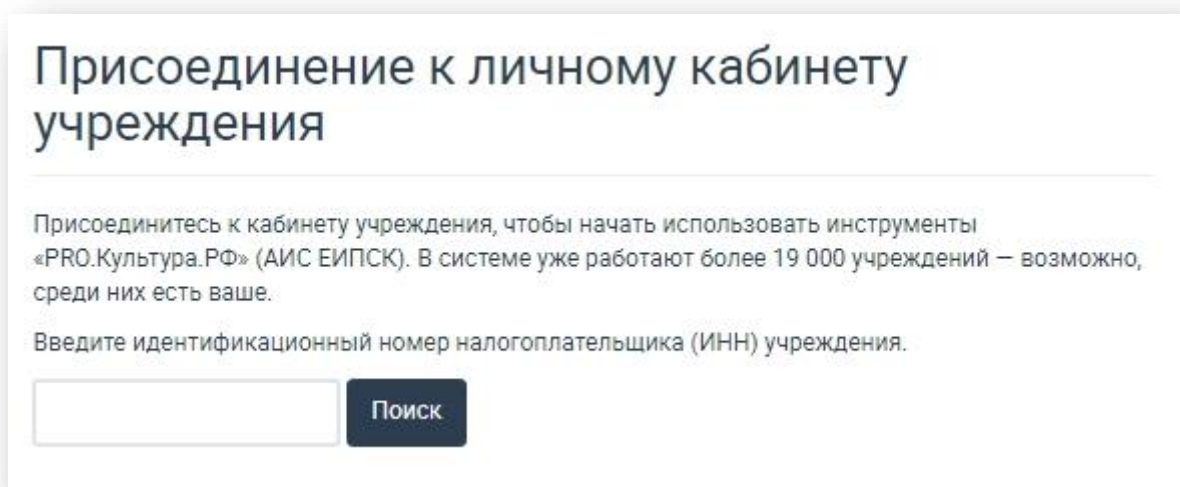 Присоединение к личному кабинету
учреждения
Присоединитесь к кабинету учреждения, чтобы начать использовать инструменты
«PRO.Культура.РФ» (АИС ЕИПСК). В системе уже работают более 19 000 учреждений — возможно,
среди них есть ваше.
Введите идентификационный номер налогоплательщика (ИНН) учреждения.
Поиск